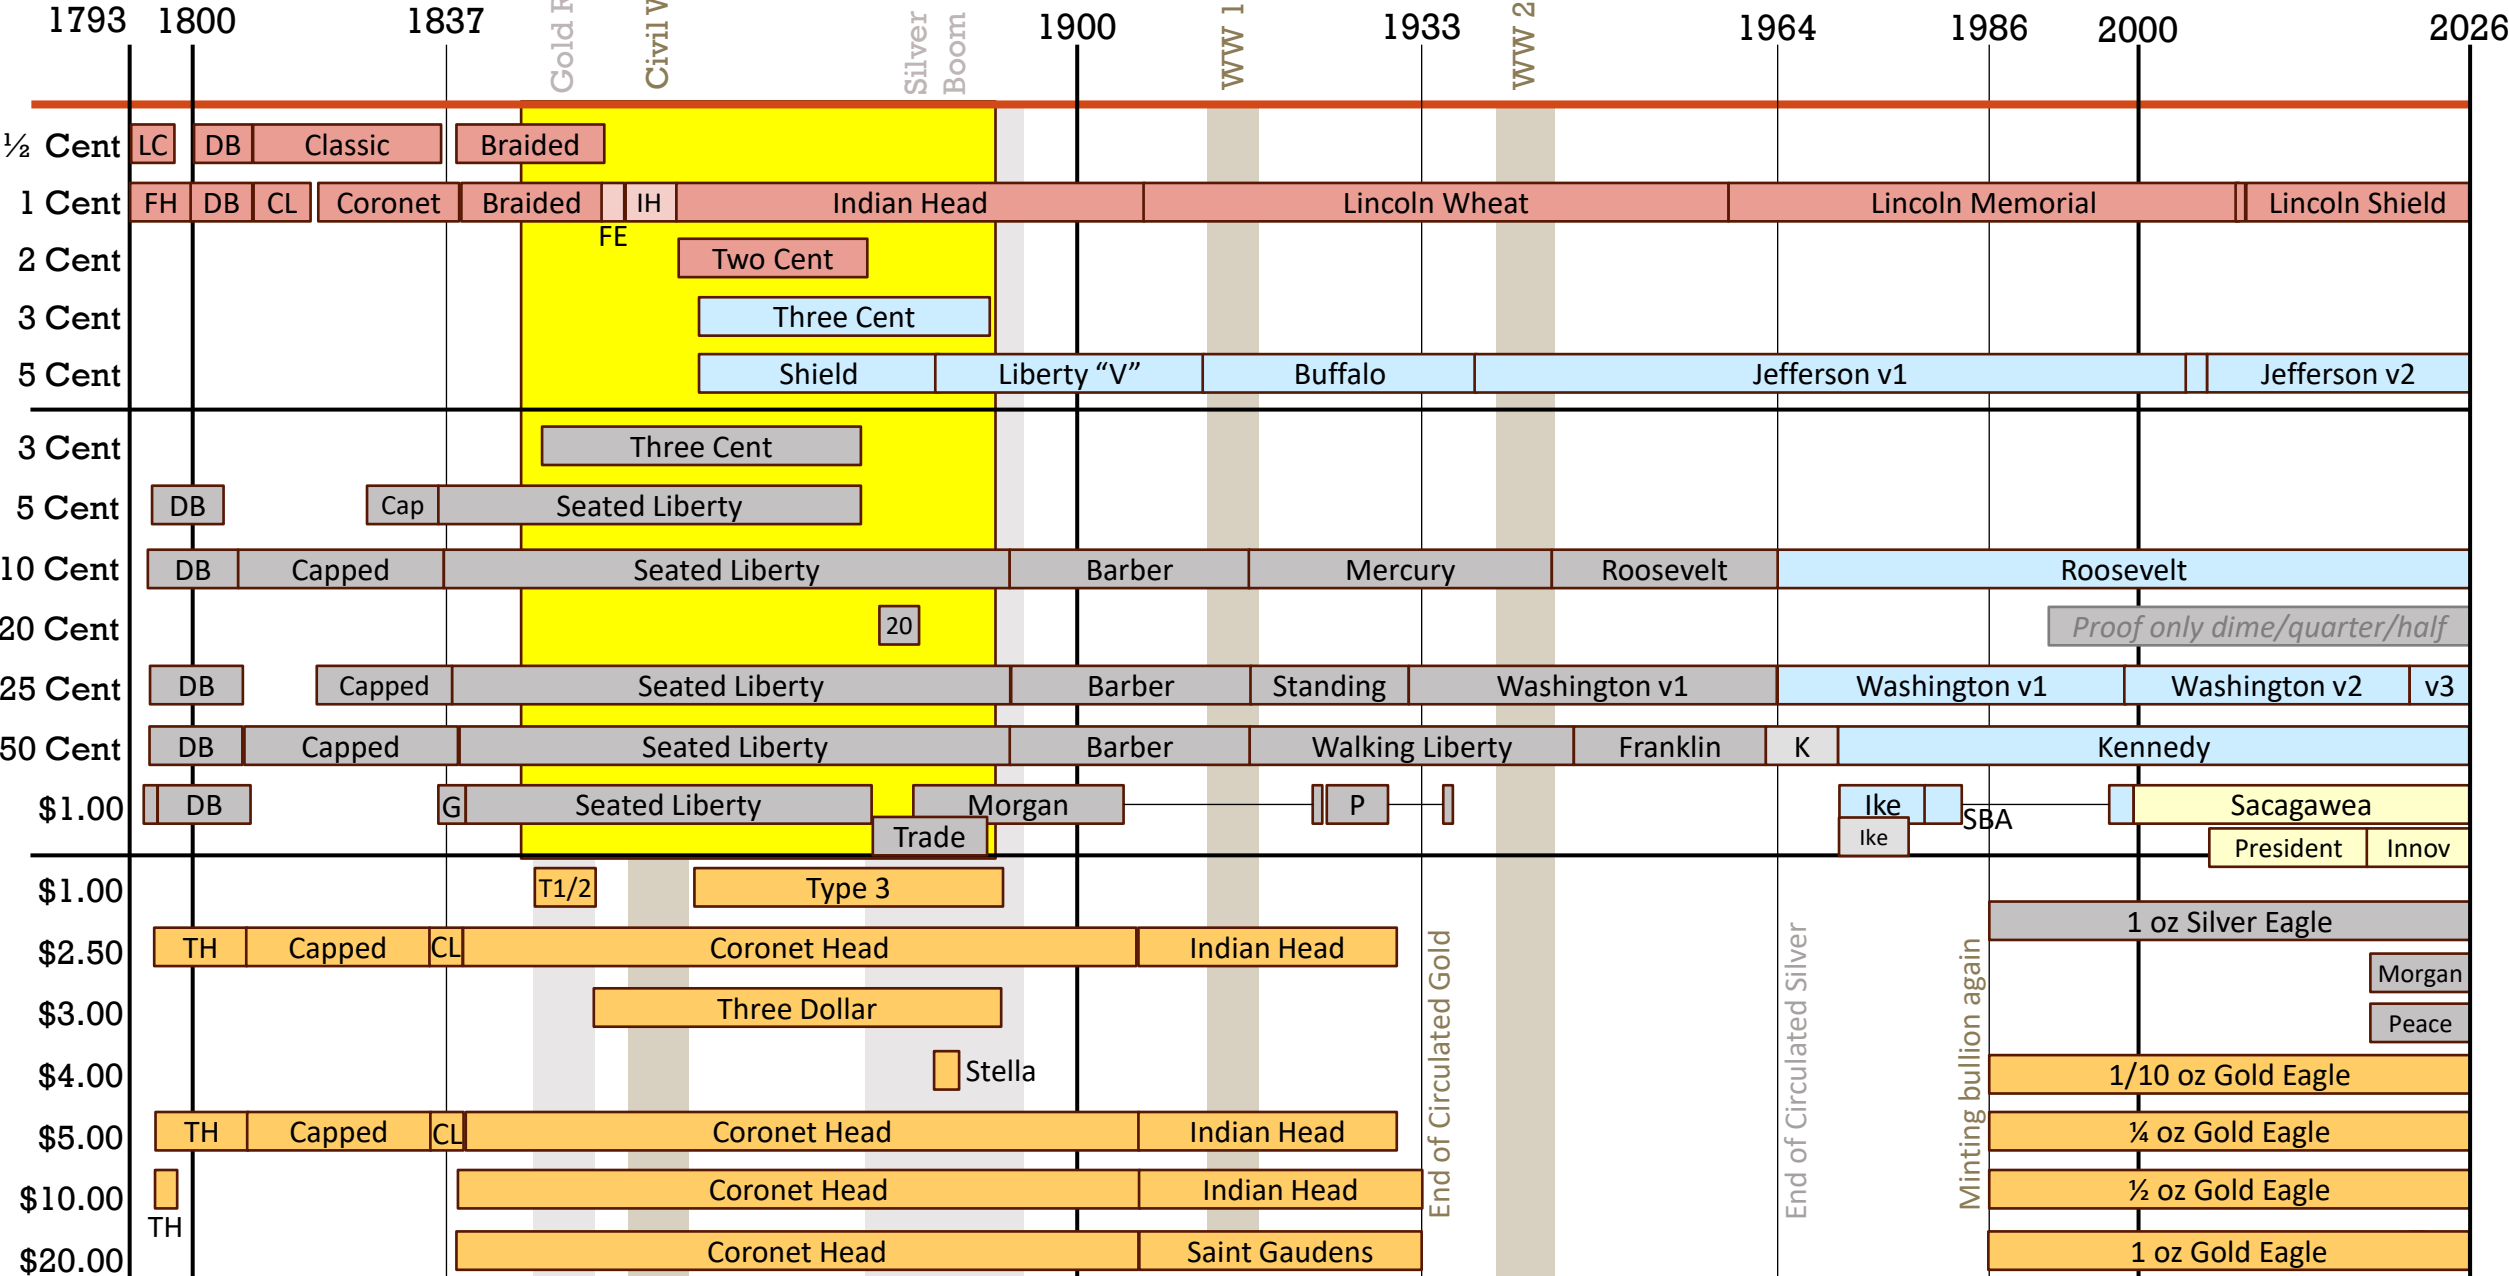 1793 1800 1837 1900 1933 1964 1986 2000 2026
Gold
Civil
Silver
Boom
WW 1
WW 2
½ Cent LC DB Classic Braided
1 Cent FH DB CL Coronet Braided IH Indian Head Lincoln Wheat Lincoln Memorial Lincoln Shield
FE
2 Cent Two Cent
3 Cent Three Cent
5 Cent Shield Liberty “V” Buffalo Jefferson v1 Jefferson v2
3 Cent Three Cent
5 Cent DB Cap Seated Liberty
10 Cent DB Capped Seated Liberty Barber Mercury Roosevelt Roosevelt
20 Cent 20 Proof only dime/quarter/half
25 Cent DB Capped Seated Liberty Barber Standing Washington v1 Washington v1 Washington v2 v3
50 Cent DB Capped Seated Liberty Barber Walking Liberty Franklin K Kennedy
$1.00 DB G Seated Liberty Morgan P Ike SBA Sacagawea
Trade Ike President Innov
$1.00 T1/2 Type 3
1 oz Silver Eagle
$2.50 TH Capped CL Coronet Head Indian Head
Morgan
$3.00 Three Dollar
Peace
$4.00 Stella 1/10 oz Gold Eagle
$5.00 TH Capped CL Coronet Head Indian Head ¼ oz Gold Eagle
$10.00 Coronet Head Indian Head ½ oz Gold Eagle
TH
$20.00 Coronet Head Saint Gaudens 1 oz Gold Eagle
End of Circulated Gold
End of Circulated Silver
Minting bullion again